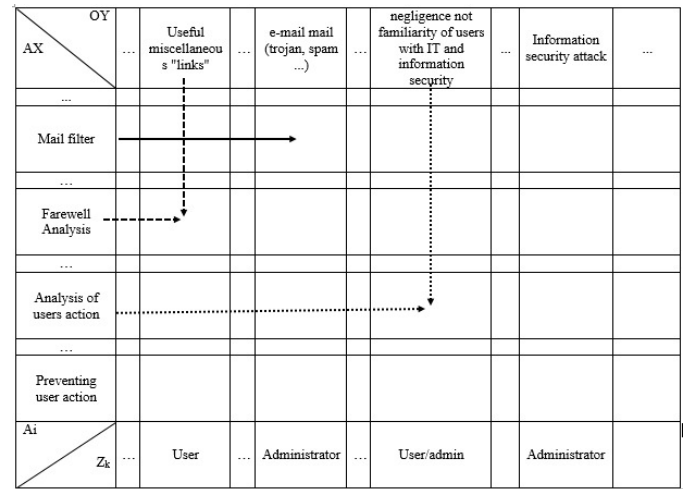 OY
AX
...
Useful
miscellaneou
s "links"
...
e-mail mail
(trojan, spam
...)
...
negligence not
familiarity of users
with IT and
information
security
...
Information
security attack
...
...
Mail filter
...
Farewell
Analysis
...
Analysis of
users action
...
Preventing
user action
Ai
Zk
...
User
...
Administrator
...
User/admin
...
Administrator